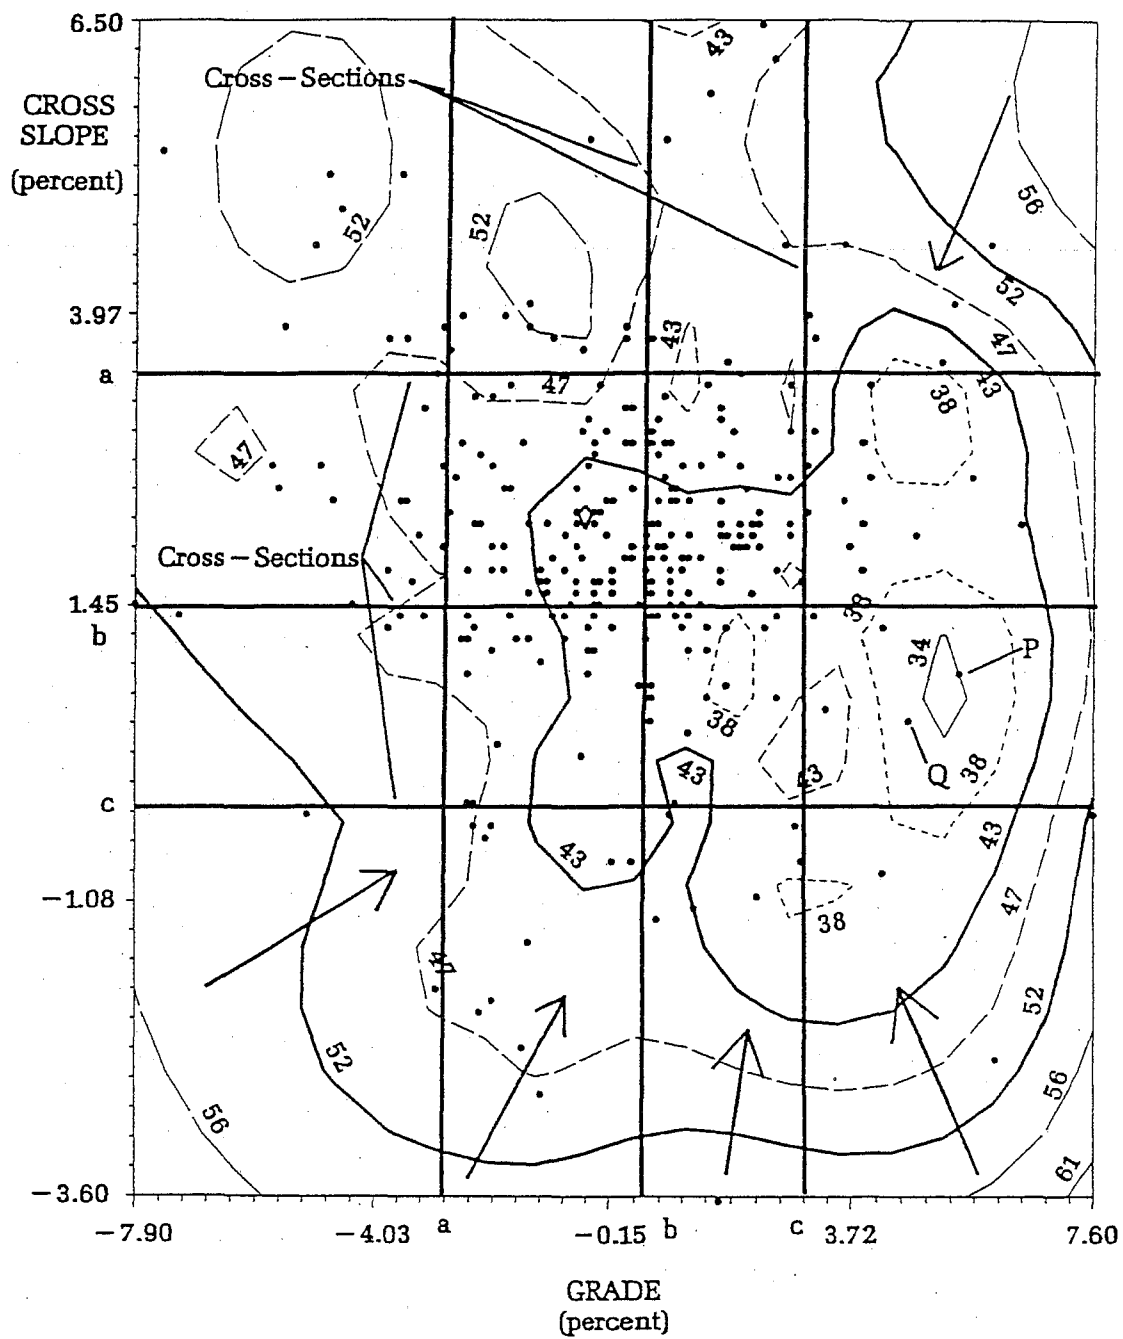 6.50
43
Cross – Sections
CROSS
SLOPE
(percent)
56
52
52
52
3.97
43
47
47
43
a
38
47
Cross – Sections
1.45
38
b
34
P
38
43
43
Q
38
c
43
43
−1.08
38
47
47
52
52
56
56
61
−3.60
−7.90
−4.03
a
−0.15
b
c
3.72
7.60
GRADE
(percent)